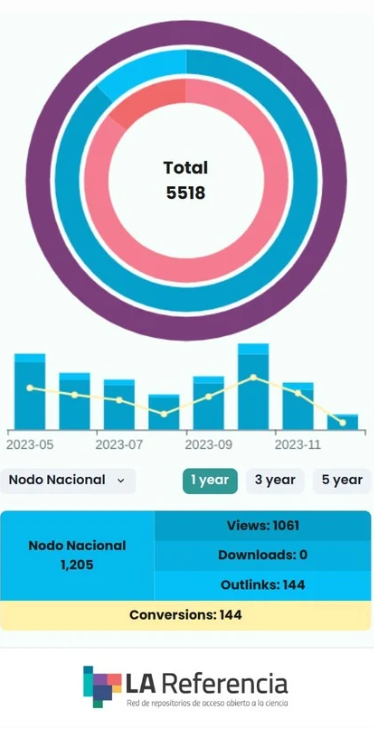 Total
5518
2023-05 2023-07 2023-09 2023-11
Nodo Nacional 1 year 3 year 5 year
Nodo Nacional
1,205
Views: 1061
Downloads: 0
Outlinks: 144
Conversions: 144
LA Referencia
Red de repositorios de acceso abierto a la ciencia